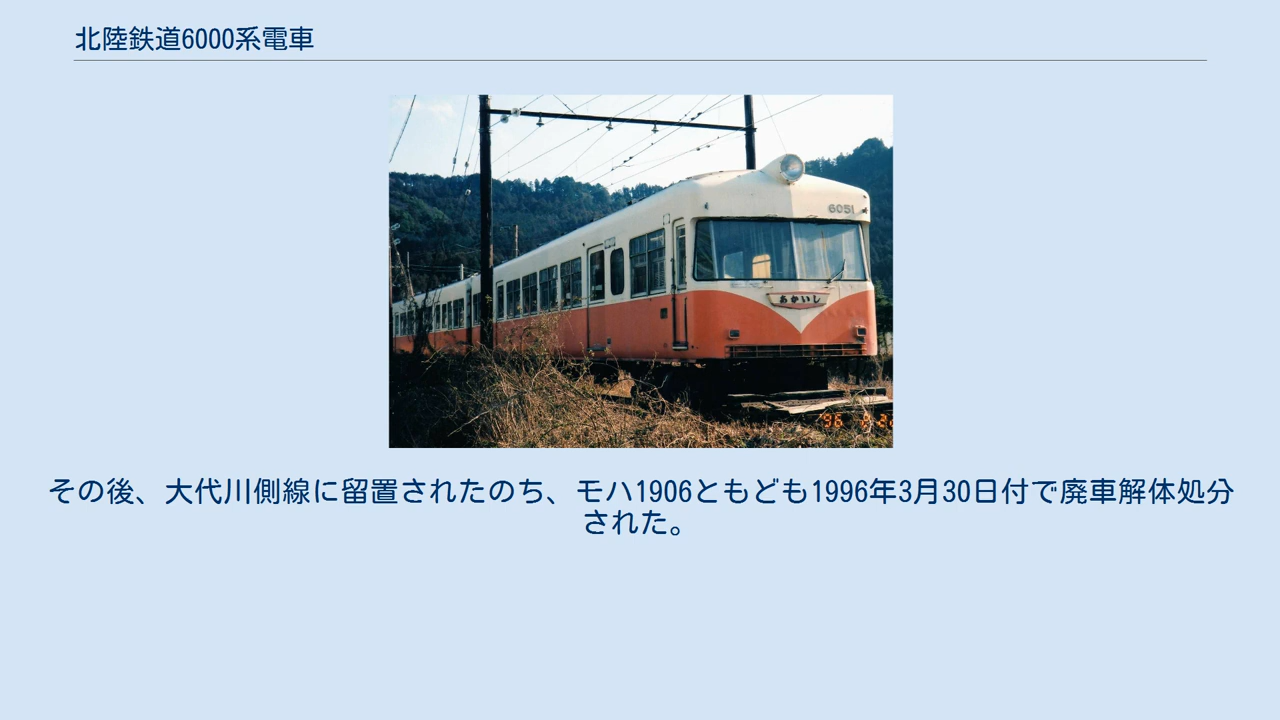 北陸鉄道6000系電車
6051
あかいし
その後、大代川側線に留置されたのち、モハ1906ともども1996年3月30日付で廃車解体処分
された。